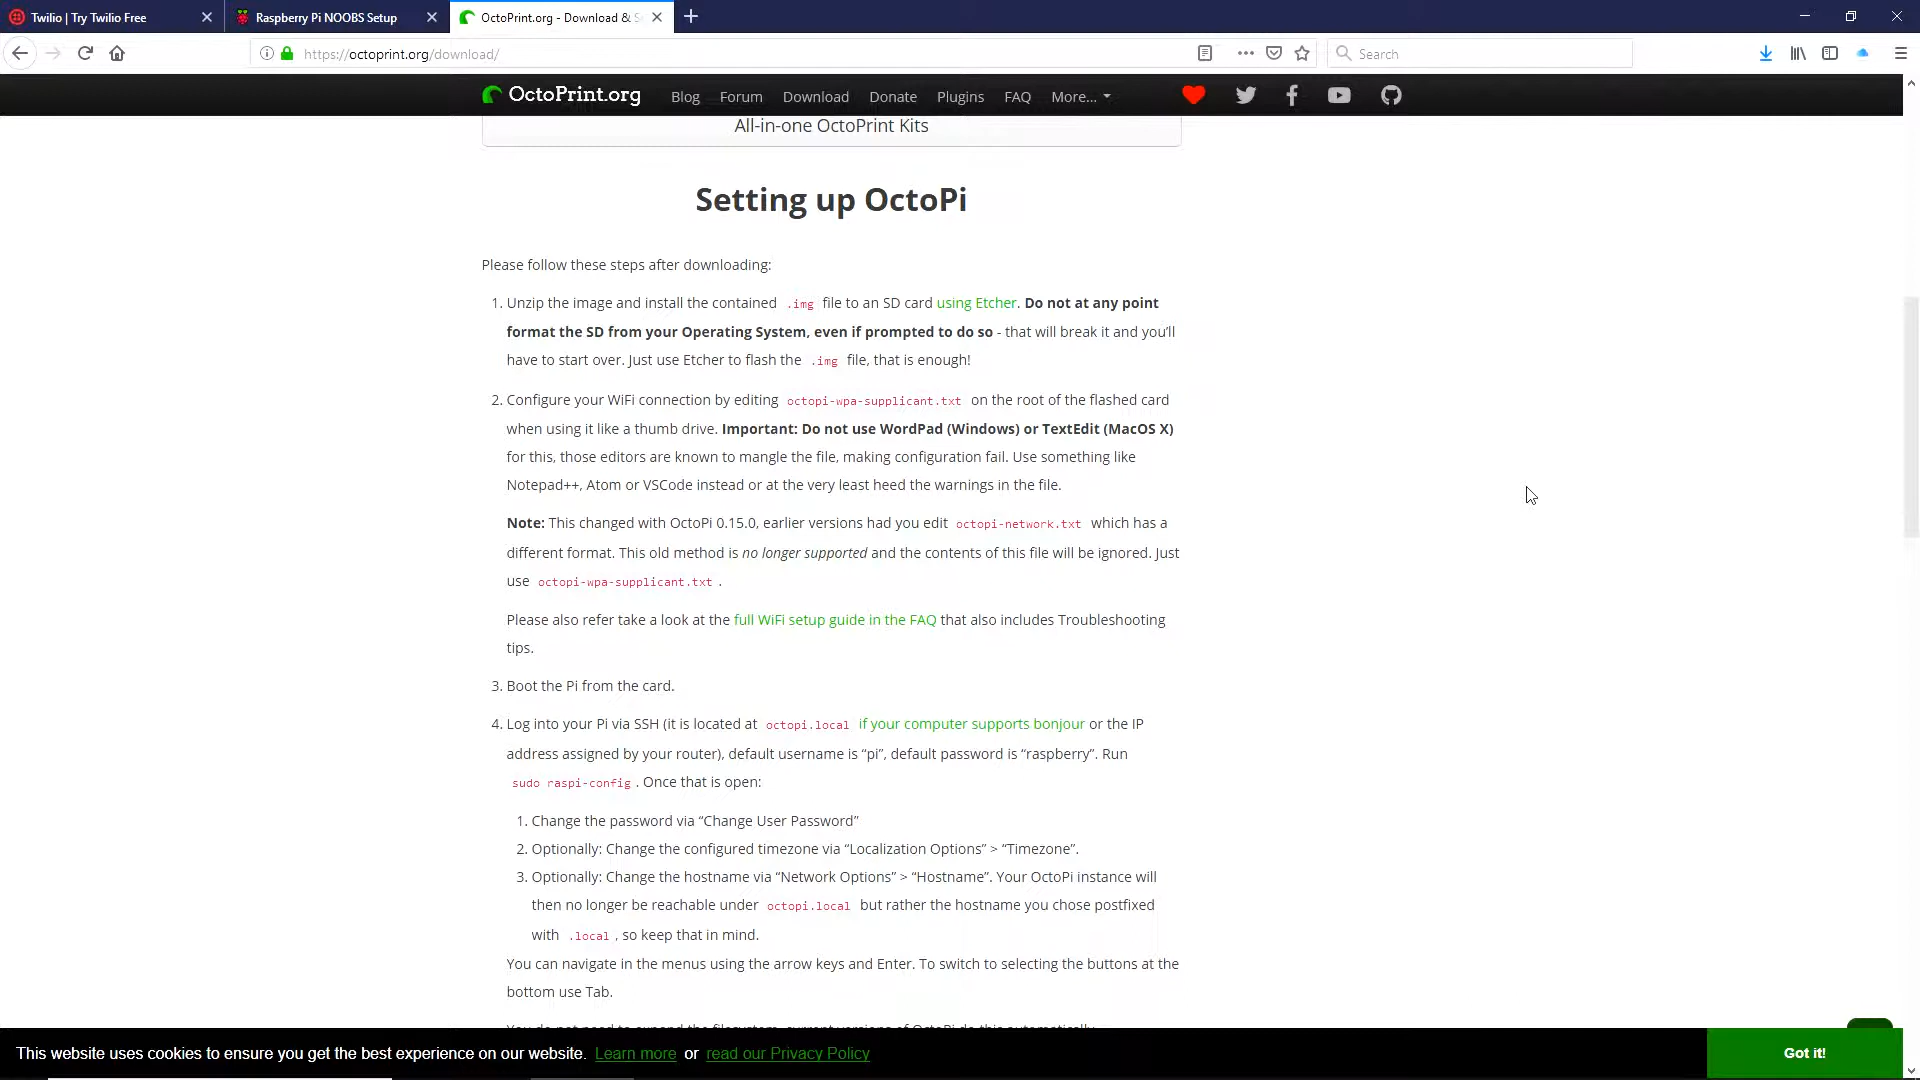 Twilio | Try Twilio Free
Raspberry Pi NOOBS Setup
OctoPrint.org - Download & S
https://octoprint.org/download/
Search
OctoPrint.org
Blog
Forum
Download
Donate
Plugins
FAQ
More...
All-in-one OctoPrint Kits
Setting up OctoPi
Please follow these steps after downloading:
1. Unzip the image and install the contained .img file to an SD card using Etcher. Do not at any point
format the SD from your Operating System, even if prompted to do so - that will break it and you’ll
have to start over. Just use Etcher to flash the .img file, that is enough!
2. Configure your WiFi connection by editing octopi-wpa-supplicant.txt on the root of the flashed card
when using it like a thumb drive. Important: Do not use WordPad (Windows) or TextEdit (MacOS X)
for this, those editors are known to mangle the file, making configuration fail. Use something like
Notepad++, Atom or VSCode instead or at the very least heed the warnings in the file.
Note: This changed with OctoPi 0.15.0, earlier versions had you edit octopi-network.txt which has a
different format. This old method is no longer supported and the contents of this file will be ignored. Just
use octopi-wpa-supplicant.txt .
Please also refer take a look at the full WiFi setup guide in the FAQ that also includes Troubleshooting
tips.
3. Boot the Pi from the card.
4. Log into your Pi via SSH (it is located at octopi.local if your computer supports bonjour or the IP
address assigned by your router), default username is “pi”, default password is “raspberry”. Run
sudo raspi-config . Once that is open:
1. Change the password via “Change User Password”
2. Optionally: Change the configured timezone via “Localization Options” > “Timezone”.
3. Optionally: Change the hostname via “Network Options” > “Hostname”. Your OctoPi instance will
then no longer be reachable under octopi.local but rather the hostname you chose postfixed
with .local , so keep that in mind.
You can navigate in the menus using the arrow keys and Enter. To switch to selecting the buttons at the
bottom use Tab.
You do not need to expand the filesystem, current versions of OctoPi do this automatically.
This website uses cookies to ensure you get the best experience on our website. Learn more or read our Privacy Policy
Got it!